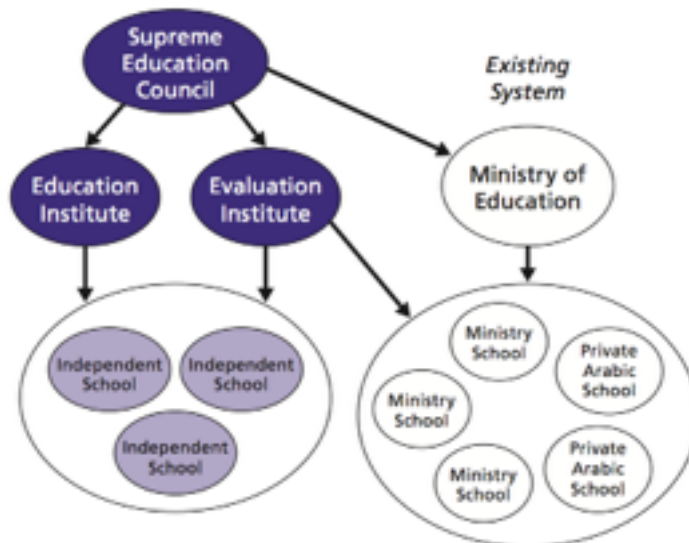 Supreme
Education
Council
Existing
System
Education
Institute
Evaluation
Institute
Ministry of
Education
Independent
School
Independent
School
Independent
School
Ministry
School
Private
Arabic
School
Ministry
School
Ministry
School
Private
Arabic
School